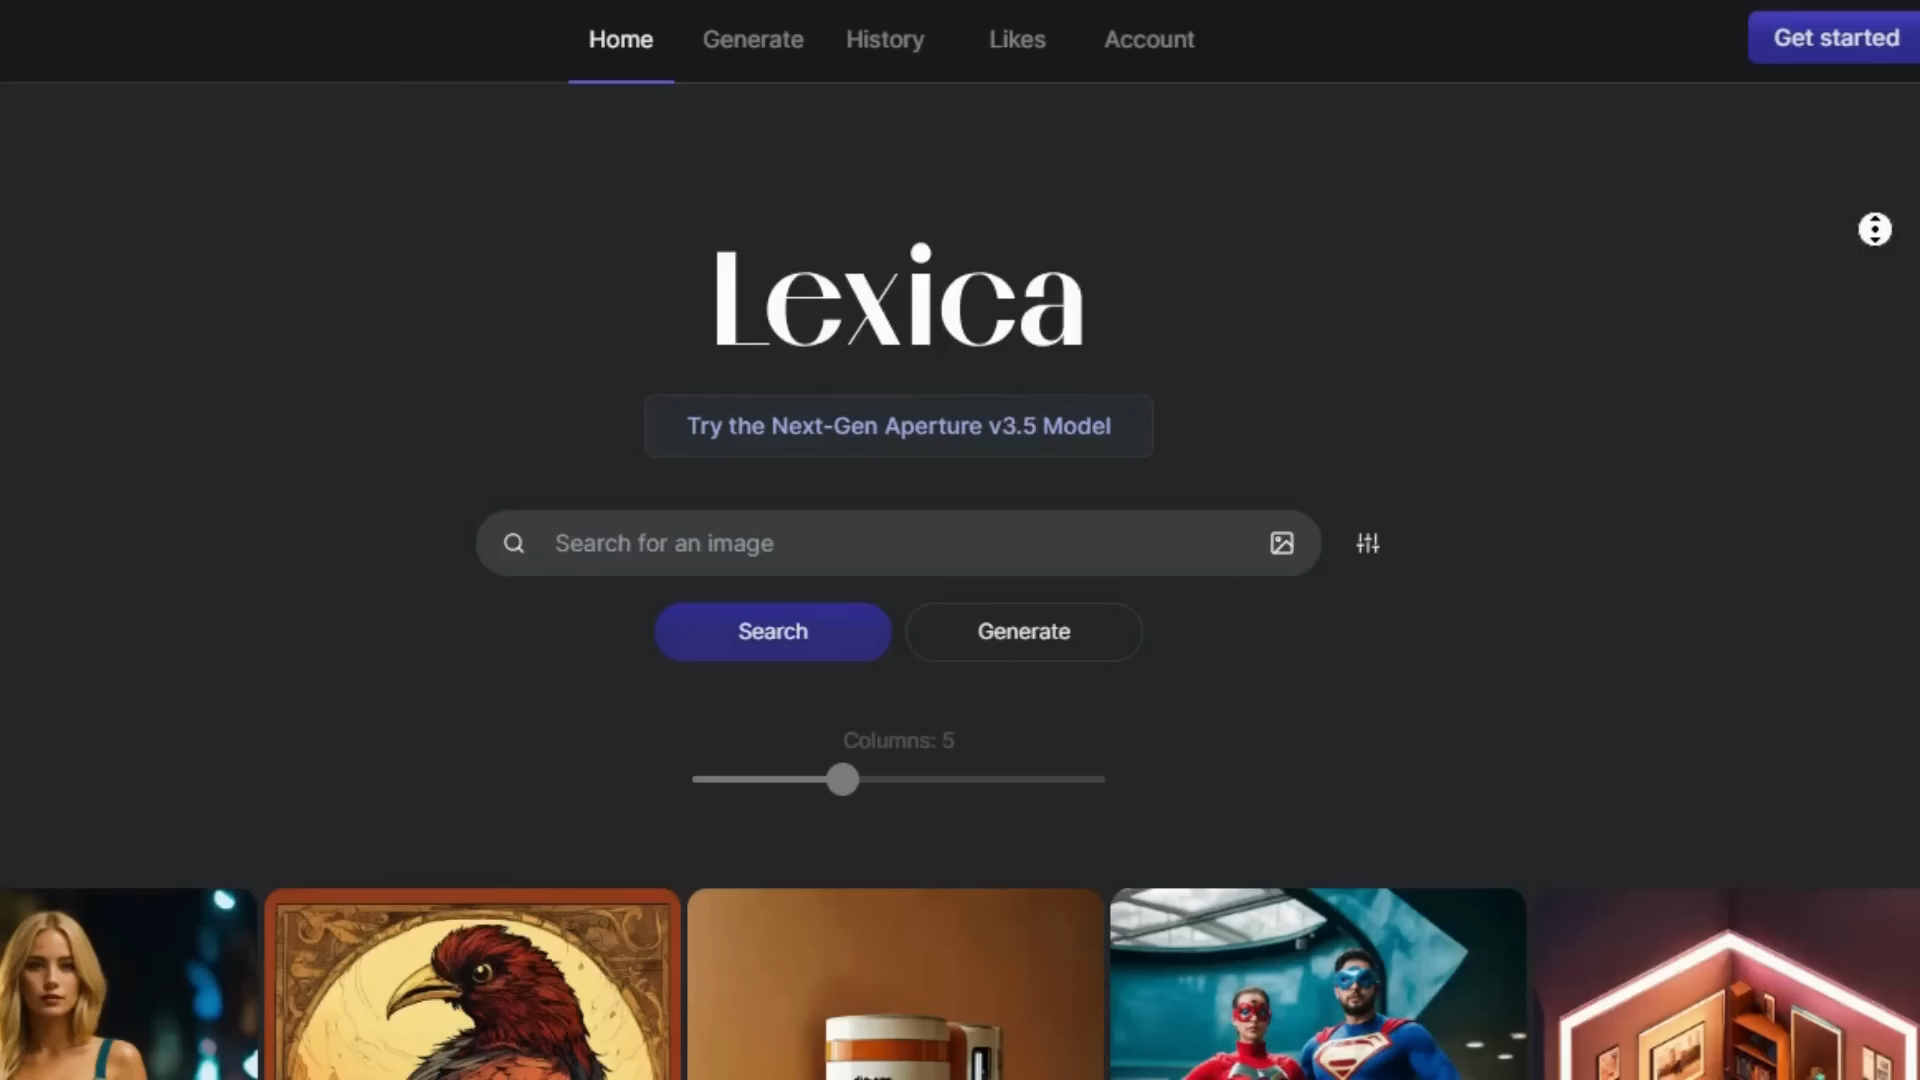 Home Generate History Likes Account Get started
Lexica
Try the Next-Gen Aperture v3.5 Model
Search for an image
Search Generate
Columns: 5